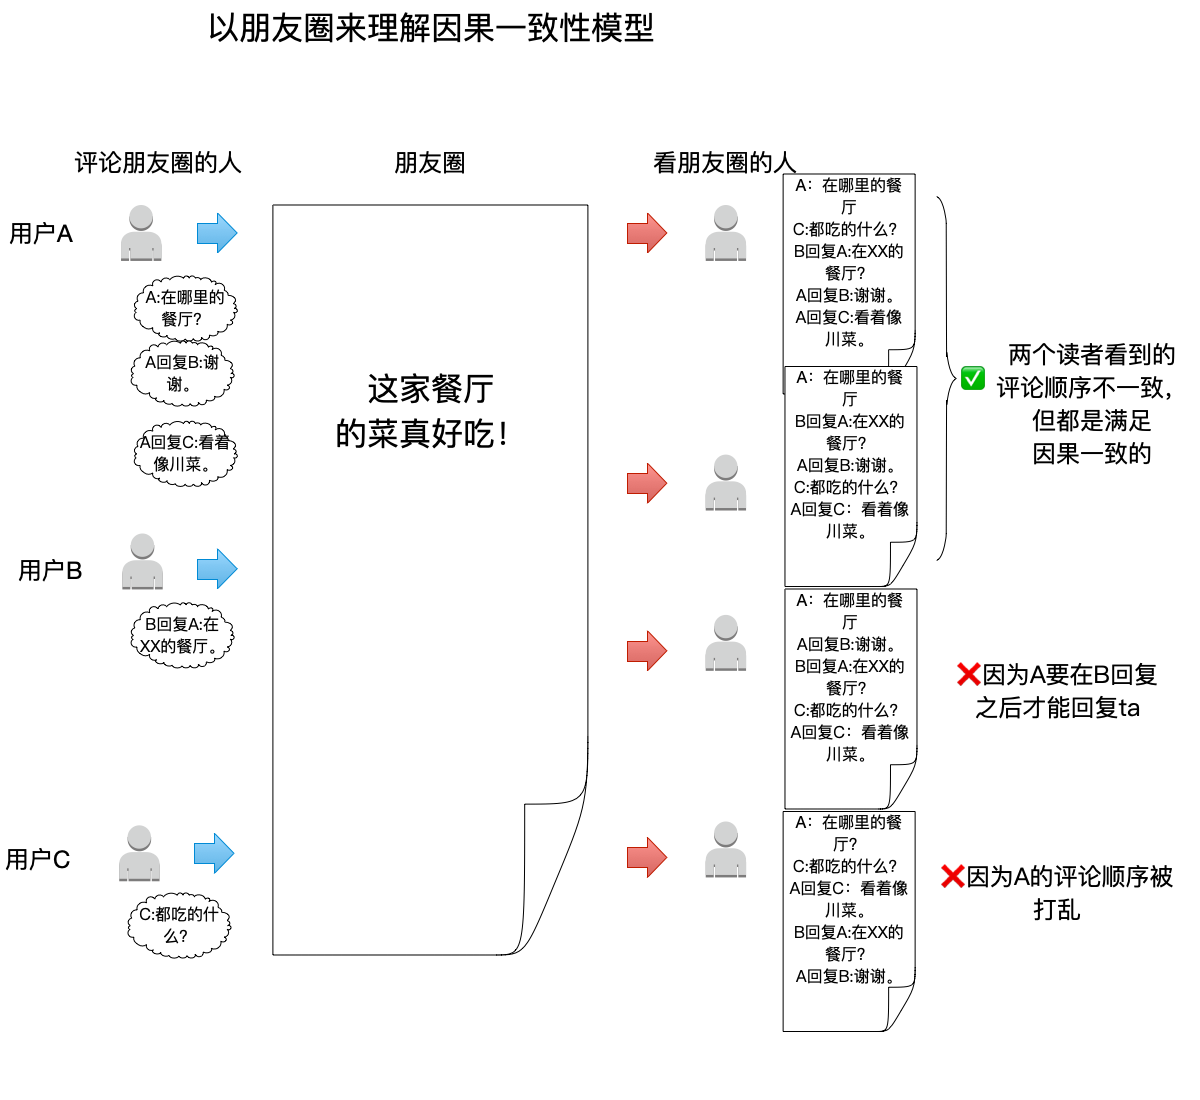 以朋友圈来理解因果一致性模型
评论朋友圈的人
朋友圈
看朋友圈的人
用户A
A:在哪里的
餐厅?
A回复B:谢
谢。
A回复C:看着
像川菜。
用户B
B回复A:在
XX的餐厅。
用户C
C:都吃的什
么?
这家餐厅
的菜真好吃!
A：在哪里的餐
厅
C:都吃的什么?
B回复A:在XX的
餐厅?
A回复B:谢谢。
A回复C:看着像
川菜。
A：在哪里的餐
厅
B回复A:在XX的
餐厅?
A回复B:谢谢。
C:都吃的什么?
A回复C：看着像
川菜。
两个读者看到的
评论顺序不一致，
但都是满足
因果一致的
A：在哪里的餐
厅
A回复B:谢谢。
B回复A:在XX的
餐厅?
C:都吃的什么?
A回复C：看着像
川菜。
因为A要在B回复
之后才能回复ta
A：在哪里的餐
厅?
C:都吃的什么?
A回复C：看着像
川菜。
B回复A:在XX的
餐厅?
A回复B:谢谢。
因为A的评论顺序被
打乱